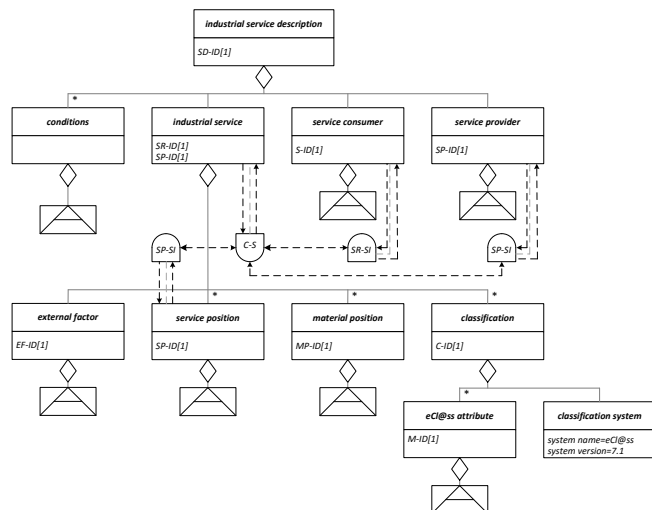 industrial service description
SD-ID[1]
*
conditions
industrial service
SR-ID[1]
SP-ID[1]
service consumer
S-ID[1]
service provider
SP-ID[1]
SP-SI
C-S
SR-SI
SP-SI
* * *
external factor
EF-ID[1]
service position
SP-ID[1]
material position
MP-ID[1]
classification
C-ID[1]
*
eCl@ss attribute
M-ID[1]
classification system
system name=eCl@ss
system version=7.1